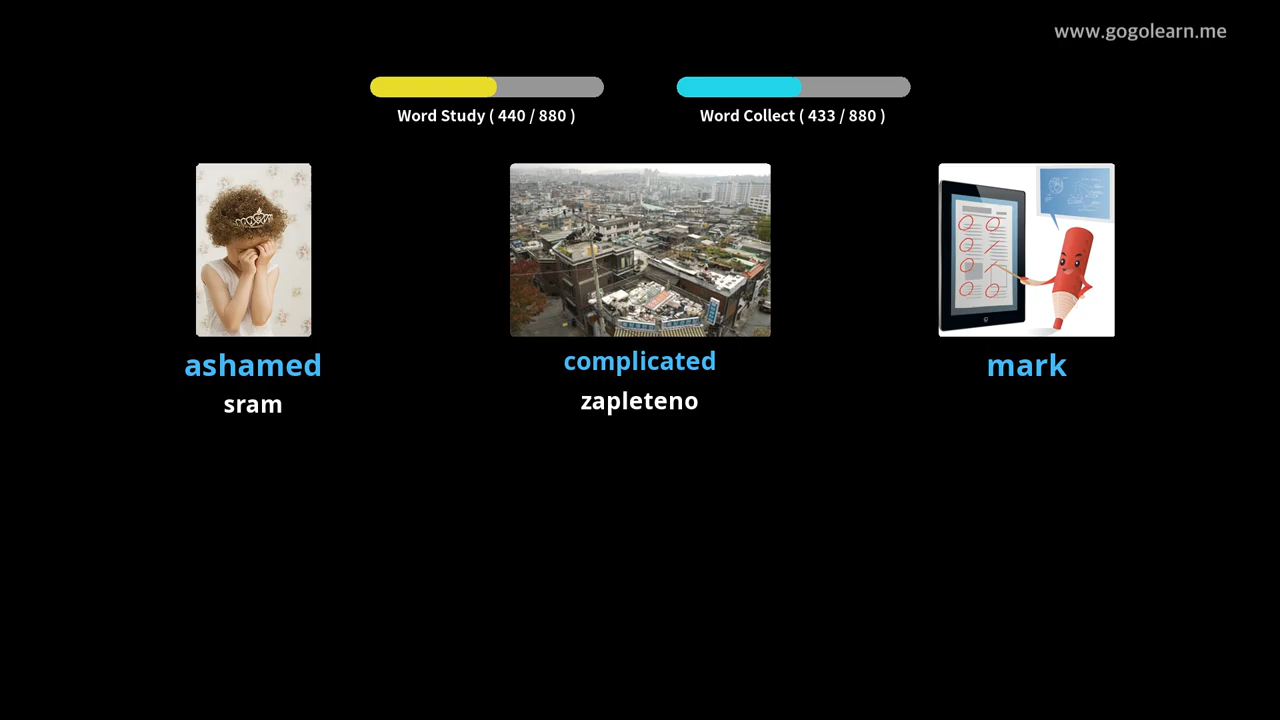 www.gogolearn.me
Word Study ( 440 / 880 )
Word Collect ( 433 / 880 )
ashamed
complicated
mark
sram
zapleteno